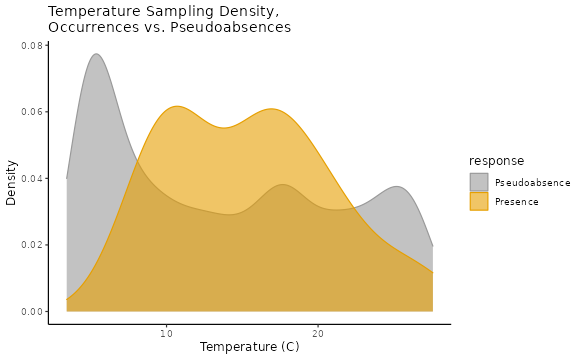 Temperature Sampling Density,
Occurrences vs. Pseudoabsences
0.08
0.06
0.04
0.02
0.00
Density
10
20
Temperature (C)
response
Pseudoabsence
Presence